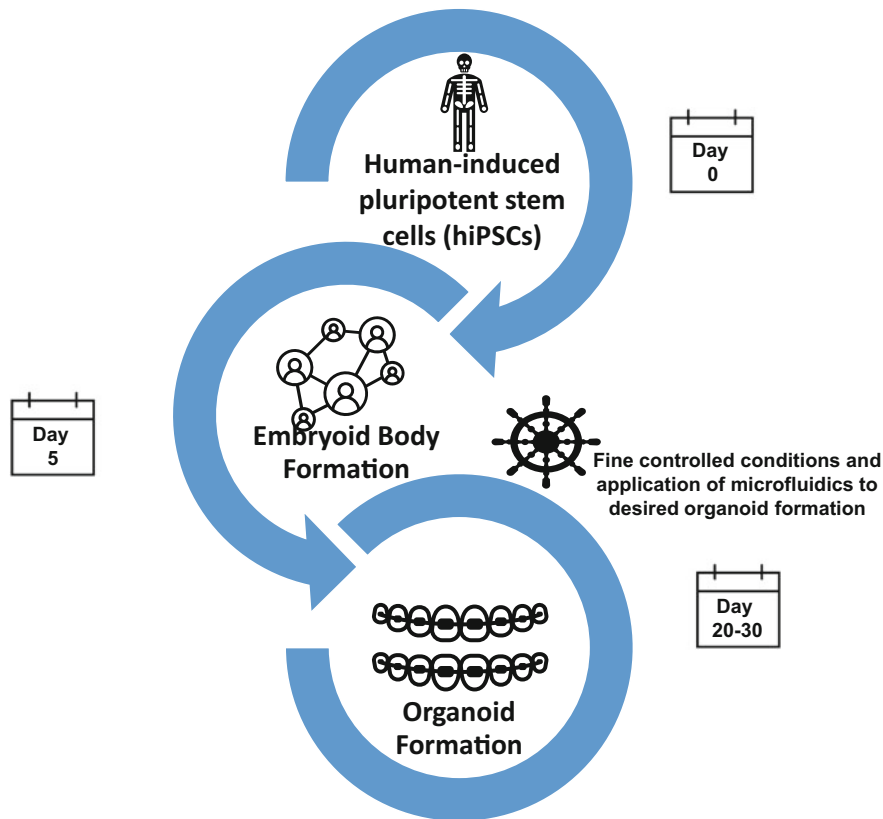 Human-induced
pluripotent stem
cells (hiPSCs)
Day
0
Embryoid Body
Formation
Day
5
Fine controlled conditions and
application of microfluidics to
desired organoid formation
Day
20-30
Organoid
Formation